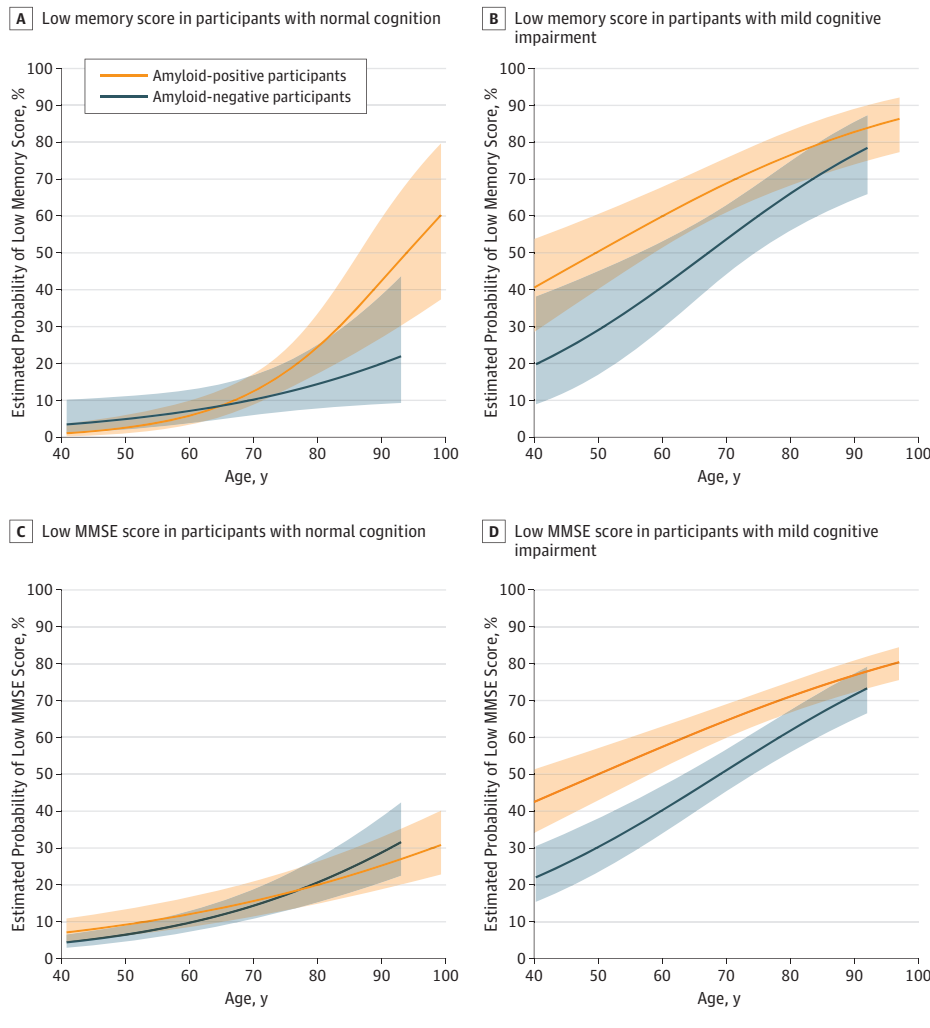 A Low memory score in participants with normal cognition
Amyloid-positive participants
Amyloid-negative participants
Estimated Probability of Low Memory Score, %
100
90
80
70
60
50
40
30
20
10
0
40 50 60 70 80 90 100
Age, y
B Low memory score in partipants with mild cognitive
impairment
Estimated Probability of Low Memory Score, %
100
90
80
70
60
50
40
30
20
10
0
40 50 60 70 80 90 100
Age, y
C Low MMSE score in participants with normal cognition
Estimated Probability of Low MMSE Score, %
100
90
80
70
60
50
40
30
20
10
0
40 50 60 70 80 90 100
Age, y
D Low MMSE score in participants with mild cognitive
impairment
Estimated Probability of Low MMSE Score, %
100
90
80
70
60
50
40
30
20
10
0
40 50 60 70 80 90 100
Age, y